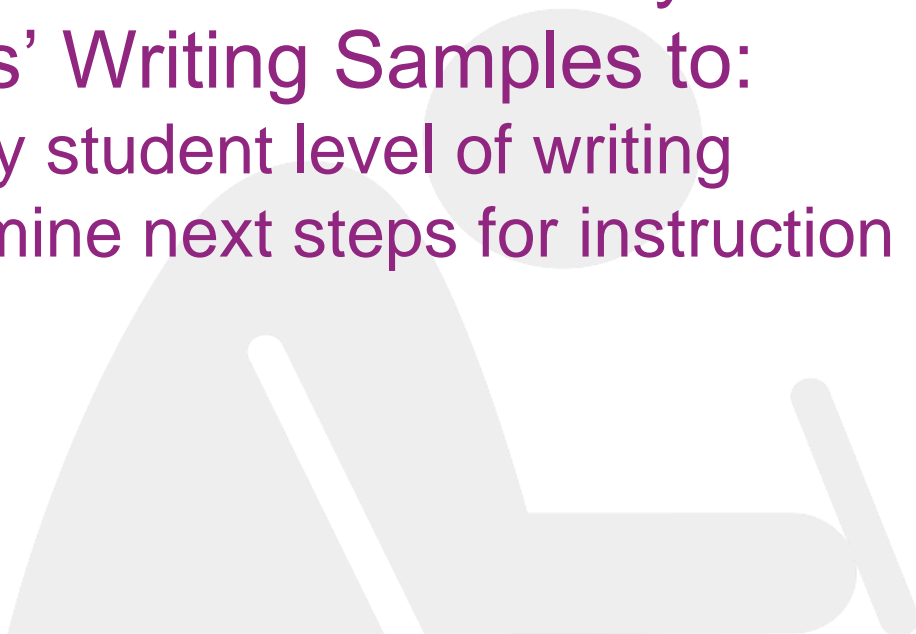 s’ Writing Samples to:
y student level of writing
mine next steps for instruction